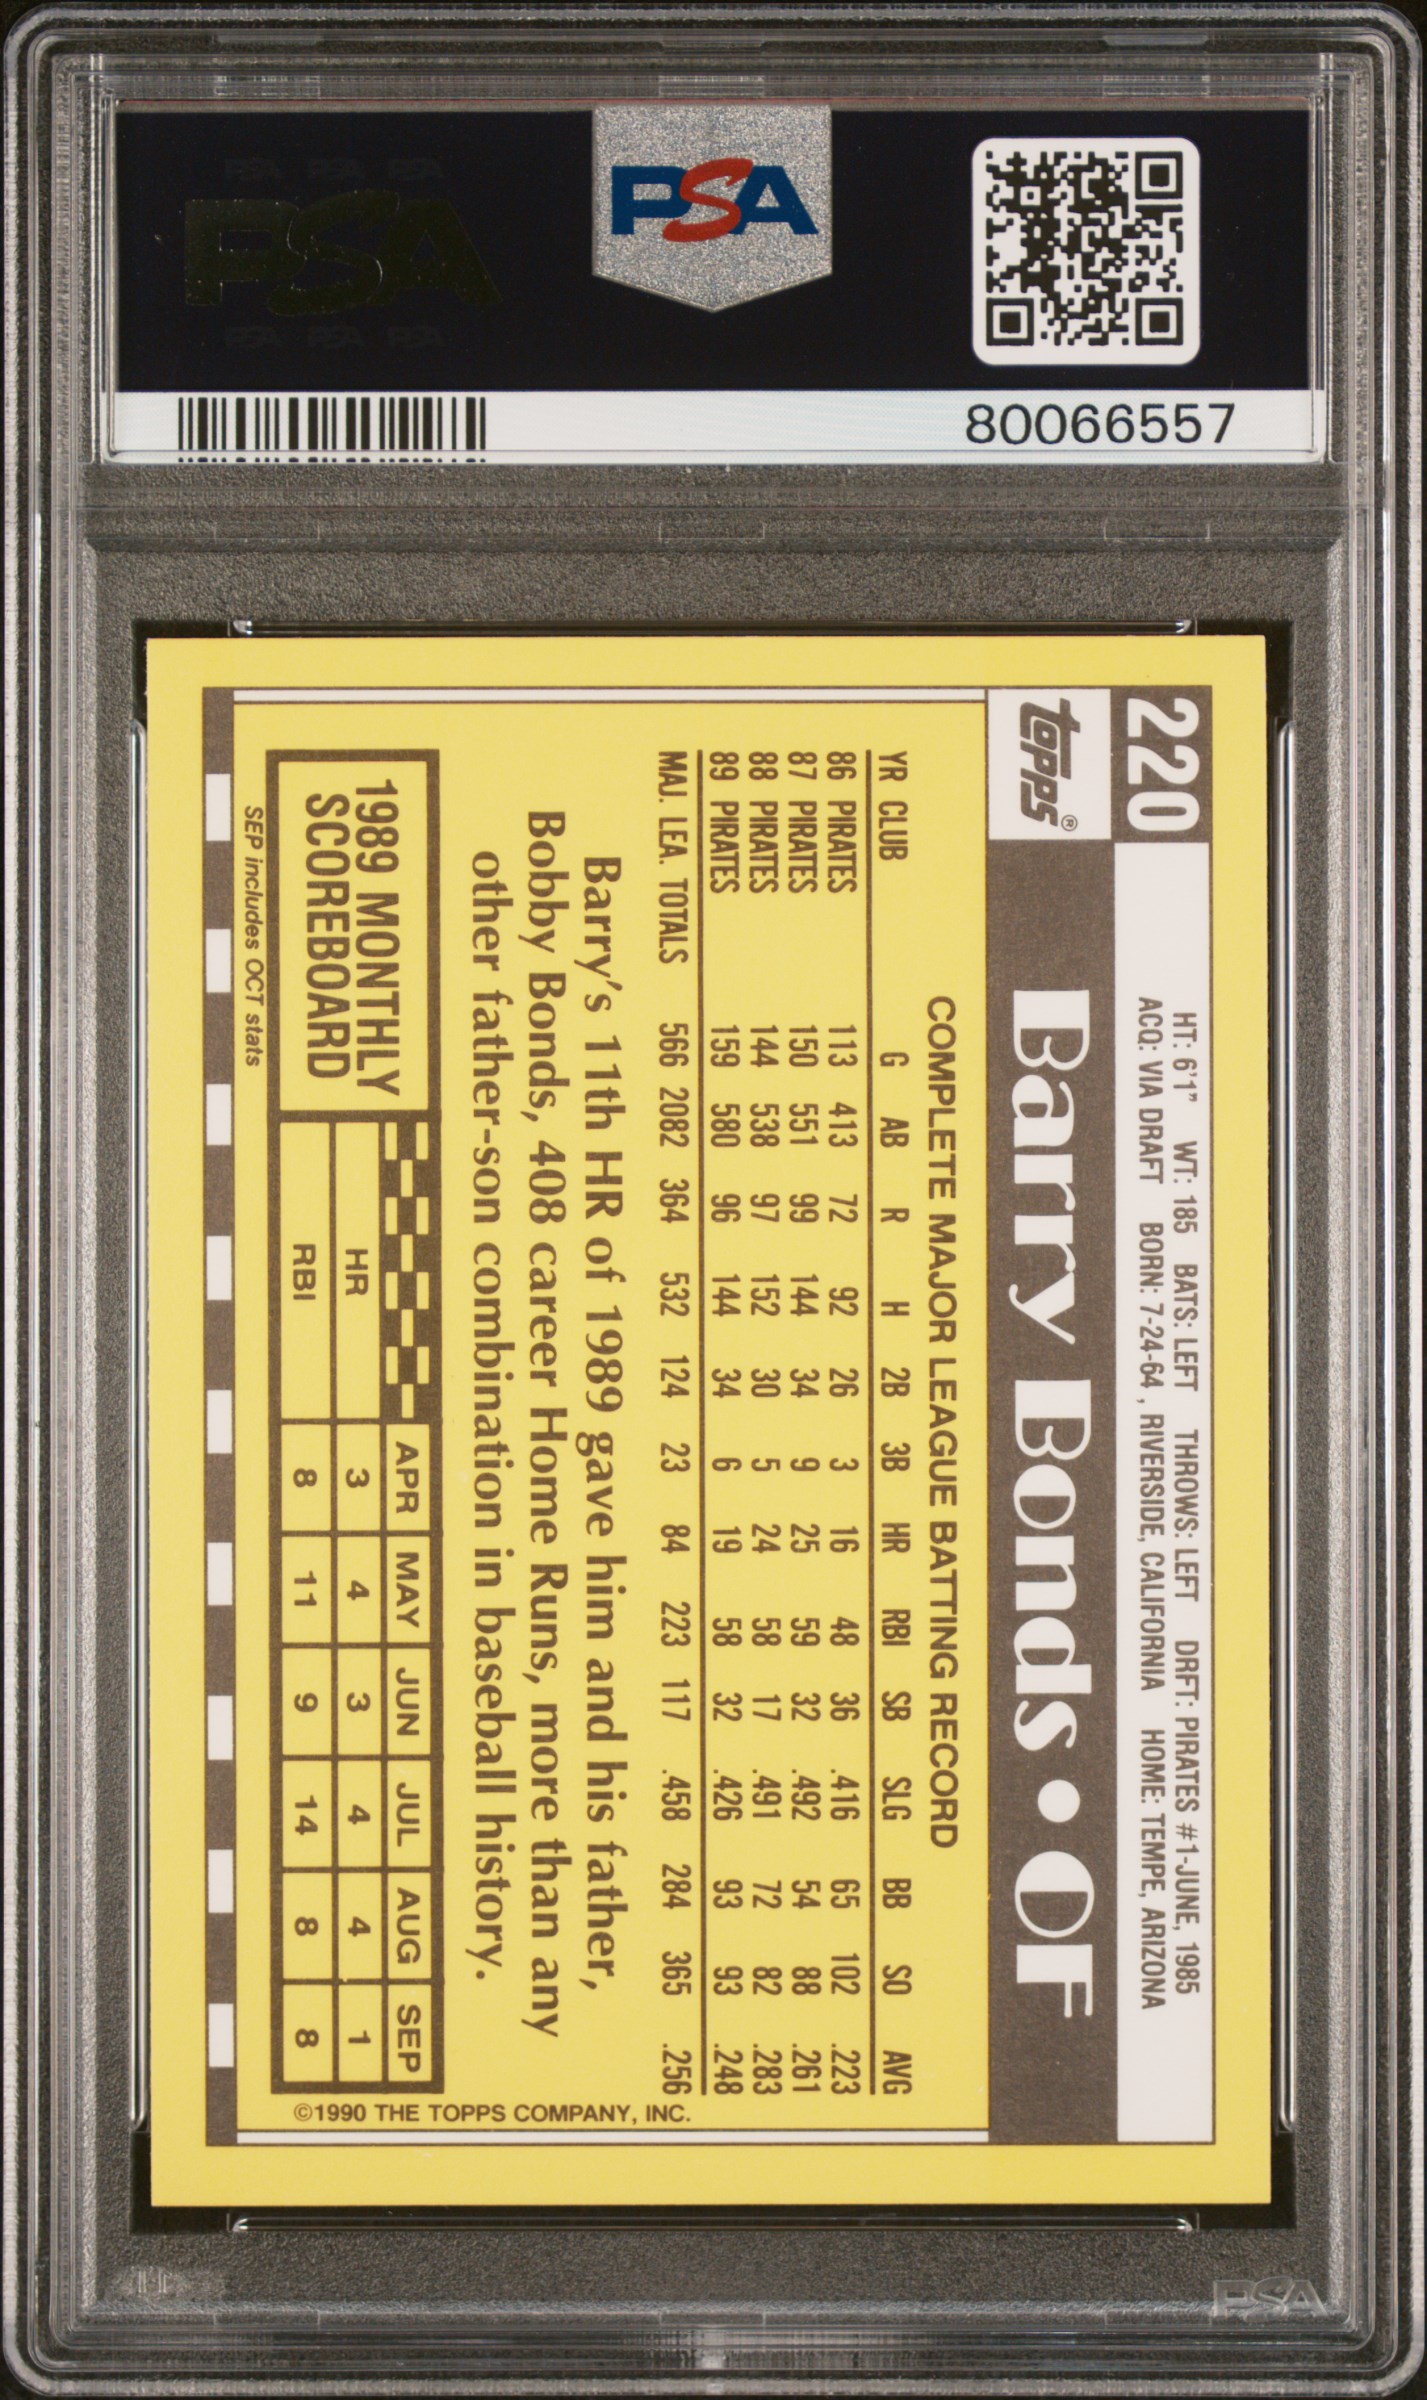 PSA PSA PSA
PSA
PSA PSA PSA
PSA
80066557
220
HT: 6'1" WT: 185 BATS: LEFT THROWS: LEFT DRFT: PIRATES #1-JUNE, 1985
ACQ: VIA DRAFT BORN: 7-24-64, RIVERSIDE, CALIFORNIA HOME: TEMPE, ARIZONA
topps®
Barry Bonds • OF
COMPLETE MAJOR LEAGUE BATTING RECORD
YR CLUB G AB R H 2B 3B HR RBI SB SLG BB SO AVG
86 PIRATES 113 413 72 92 26 3 16 48 36 .416 65 102 .223
87 PIRATES 150 551 99 144 34 9 25 59 32 .492 54 88 .261
88 PIRATES 144 538 97 152 30 5 24 58 17 .491 72 82 .283
89 PIRATES 159 580 96 144 34 6 19 58 32 .426 93 93 .248
MAJ. LEA. TOTALS 566 2082 364 532 124 23 84 223 117 .458 284 365 .256
Barry's 11th HR of 1989 gave him and his father,
Bobby Bonds, 408 career Home Runs, more than any
other father-son combination in baseball history.
1989 MONTHLY
SCOREBOARD
APR MAY JUN JUL AUG SEP
HR 3 4 3 4 4 1
RBI 8 11 9 14 8 8
SEP includes OCT stats
©1990 THE TOPPS COMPANY, INC.
PSA